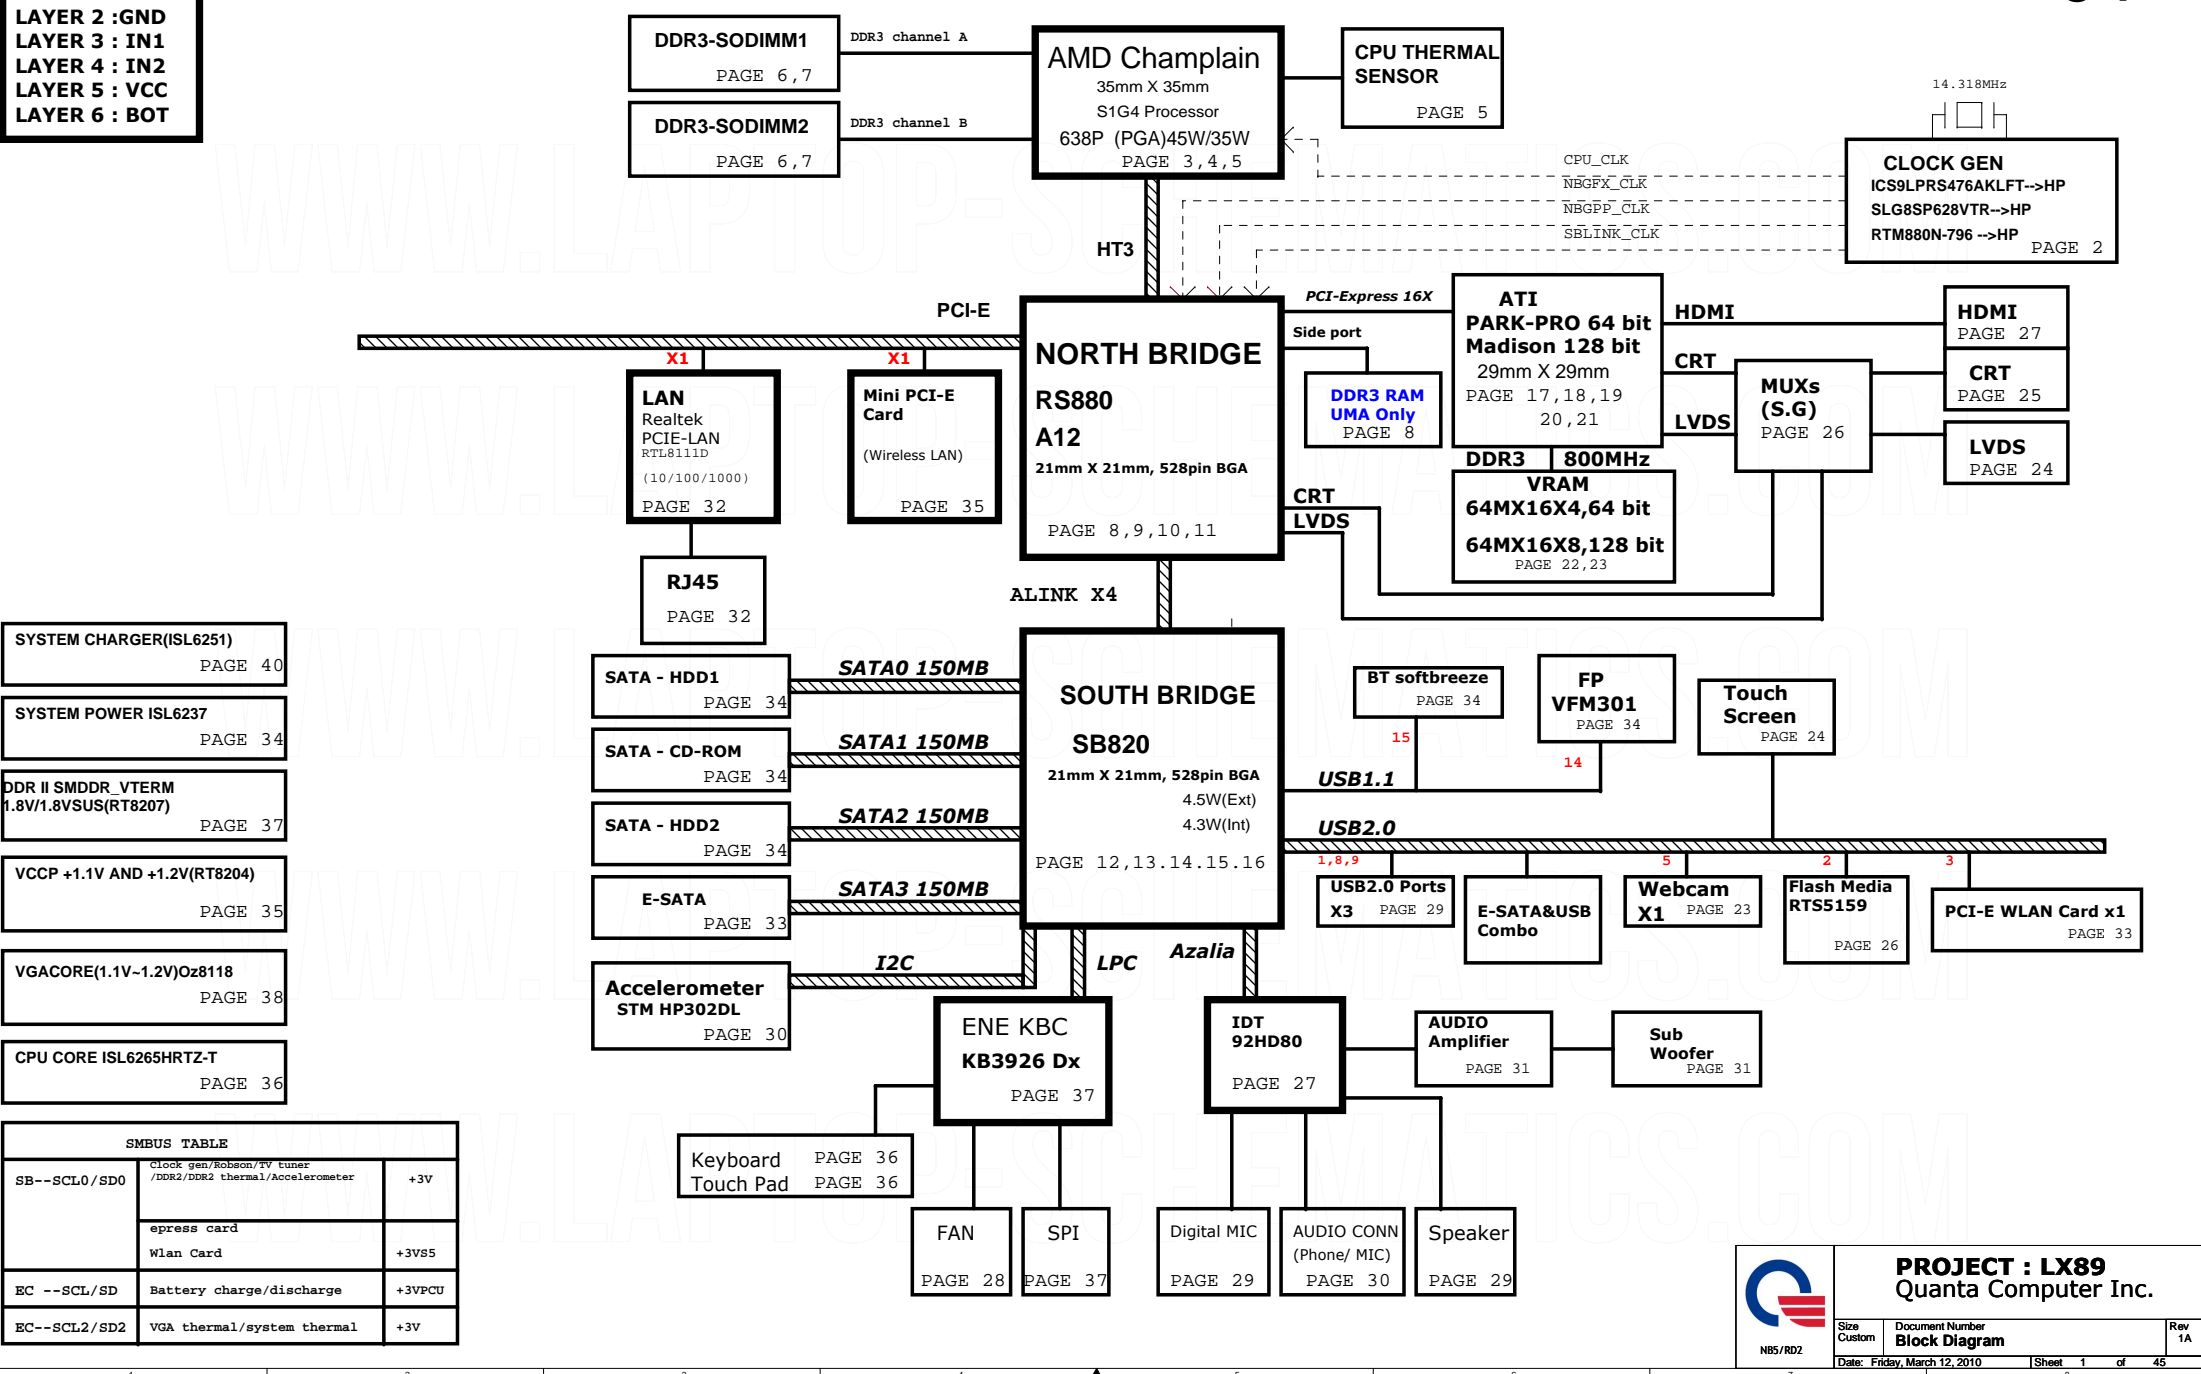 LAYER 2 :GND
LAYER 3 : IN1
LAYER 4 : IN2
LAYER 5 : VCC
LAYER 6 : BOT
DDR3-SODIMM1
PAGE 6,7
DDR3 channel A
DDR3-SODIMM2
PAGE 6,7
DDR3 channel B
AMD Champlain
35mm X 35mm
S1G4 Processor
638P (PGA)45W/35W
PAGE 3,4,5
CPU THERMAL
SENSOR
PAGE 5
14.318MHz
CLOCK GEN
ICS9LPRS476AKLFT-->HP
SLG8SP628VTR-->HP
RTM880N-796 -->HP
PAGE 2
CPU_CLK
NBGFX_CLK
NBGPP_CLK
SBLINK_CLK
HT3
PCI-E
X1
X1
LAN
Realtek
PCIE-LAN
RTL8111D
(10/100/1000)
PAGE 32
Mini PCI-E
Card
(Wireless LAN)
PAGE 35
RJ45
PAGE 32
NORTH BRIDGE
RS880
A12
21mm X 21mm, 528pin BGA
PAGE 8,9,10,11
PCI-Express 16X
Side port
DDR3 RAM
UMA Only
PAGE 8
ATI
PARK-PRO 64 bit
Madison 128 bit
29mm X 29mm
PAGE 17,18,19
20,21
DDR3 800MHz
VRAM
64MX16X4,64 bit
64MX16X8,128 bit
PAGE 22,23
HDMI
CRT
LVDS
MUXs
(S.G)
PAGE 26
HDMI
PAGE 27
CRT
PAGE 25
LVDS
PAGE 24
CRT
LVDS
ALINK X4
SYSTEM CHARGER(ISL6251)
PAGE 40
SYSTEM POWER ISL6237
PAGE 34
DDR II SMDDR_VTERM
1.8V/1.8VSUS(RT8207)
PAGE 37
VCCP +1.1V AND +1.2V(RT8204)
PAGE 35
VGACORE(1.1V~1.2V)Oz8118
PAGE 38
CPU CORE ISL6265HRTZ-T
PAGE 36
SATA - HDD1
PAGE 34
SATA0 150MB
SATA - CD-ROM
PAGE 34
SATA1 150MB
SATA - HDD2
PAGE 34
SATA2 150MB
E-SATA
PAGE 33
SATA3 150MB
Accelerometer
STM HP302DL
PAGE 30
I2C
SOUTH BRIDGE
SB820
21mm X 21mm, 528pin BGA
4.5W(Ext)
4.3W(Int)
PAGE 12,13.14.15.16
BT softbreeze
PAGE 34
15
FP
VFM301
PAGE 34
14
Touch
Screen
PAGE 24
USB1.1
USB2.0
1,8,9
5
2
3
USB2.0 Ports
X3 PAGE 29
E-SATA&USB
Combo
Webcam
X1 PAGE 23
Flash Media
RTS5159
PAGE 26
PCI-E WLAN Card x1
PAGE 33
LPC
Azalia
ENE KBC
KB3926 Dx
PAGE 37
IDT
92HD80
PAGE 27
AUDIO
Amplifier
PAGE 31
Sub
Woofer
PAGE 31
Keyboard PAGE 36
Touch Pad PAGE 36
FAN
PAGE 28
SPI
PAGE 37
Digital MIC
PAGE 29
AUDIO CONN
(Phone/ MIC)
PAGE 30
Speaker
PAGE 29
SMBUS TABLE
SB--SCL0/SD0
Clock gen/Robson/TV tuner
/DDR2/DDR2 thermal/Accelerometer
+3V
epress card
Wlan Card
+3VS5
EC --SCL/SD
Battery charge/discharge
+3VPCU
EC--SCL2/SD2
VGA thermal/system thermal
+3V
NB5/RD2
PROJECT : LX89
Quanta Computer Inc.
Size
Custom
Document Number
Block Diagram
Rev
1A
Date: Friday, March 12, 2010
Sheet 1 of 45
WWW.LAPTOP-SCHEMATICS.COM
WWW.LAPTOP-SCHEMATICS.COM
WWW.LAPTOP-SCHEMATICS.COM
WWW.LAPTOP-SCHEMATICS.COM